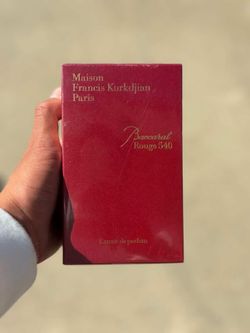 Maison
Francis Kurkdjian
Paris
Baccarat
Rouge 540
Extrait de parfum